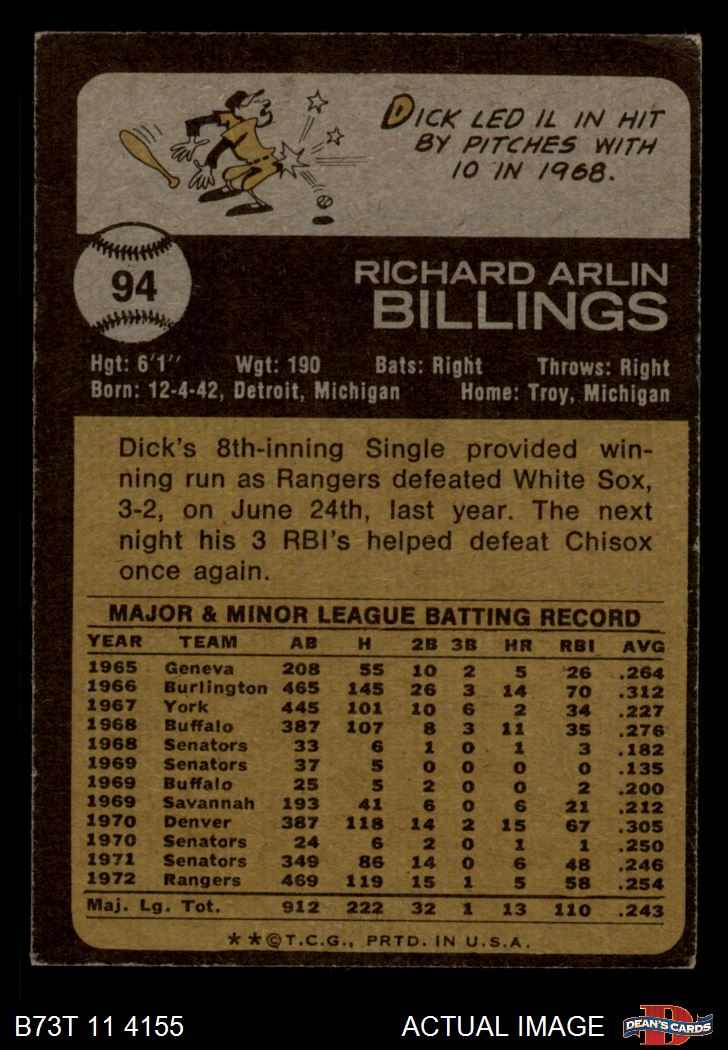 DICK LED IL IN HIT
BY PITCHES WITH
10 IN 1968.
94
RICHARD ARLIN
BILLINGS
Hgt: 6'1" Wgt: 190 Bats: Right Throws: Right
Born: 12-4-42, Detroit, Michigan Home: Troy, Michigan
Dick's 8th-inning Single provided win-
ning run as Rangers defeated White Sox,
3-2, on June 24th, last year. The next
night his 3 RBI's helped defeat Chisox
once again.
MAJOR & MINOR LEAGUE BATTING RECORD
YEAR TEAM AB H 2B 3B HR RBI AVG
1965 Geneva 208 55 10 2 5 26 .264
1966 Burlington 465 145 26 3 14 70 .312
1967 York 445 101 10 6 2 34 .227
1968 Buffalo 387 107 8 3 11 35 .276
1968 Senators 33 6 1 0 1 3 .182
1969 Senators 37 5 0 0 0 0 .135
1969 Buffalo 25 5 2 0 0 2 .200
1969 Savannah 193 41 6 0 6 21 .212
1970 Denver 387 118 14 2 15 67 .305
1970 Senators 24 6 2 0 1 1 .250
1971 Senators 349 86 14 0 6 48 .246
1972 Rangers 469 119 15 1 5 58 .254
Maj. Lg. Tot. 912 222 32 1 13 110 .243
**©T.C.G., PRTD. IN U.S.A.
B73T 11 4155 ACTUAL IMAGE
D
DEAN'S CARDS